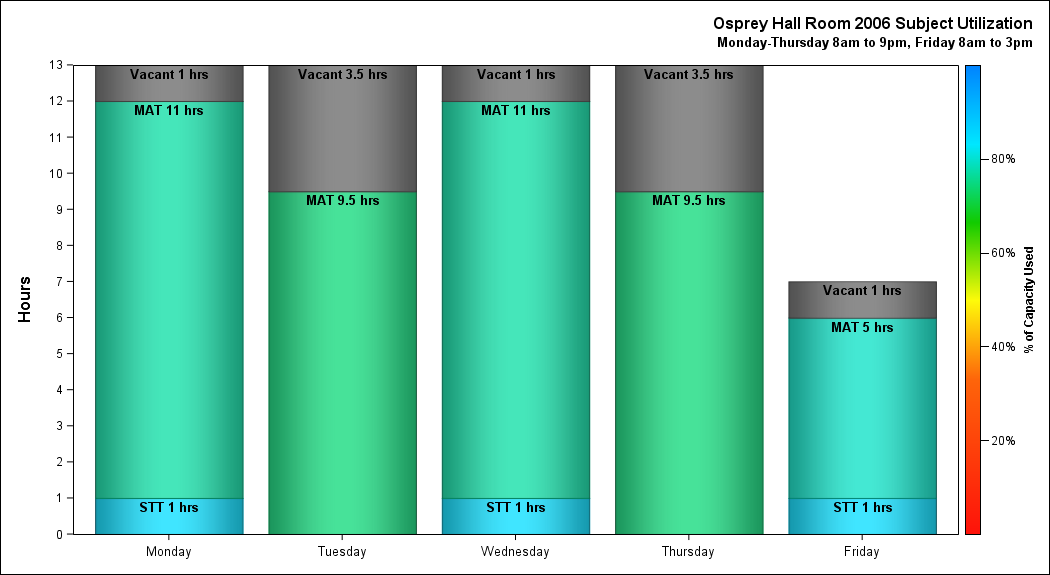 Osprey Hall Room 2006 Subject Utilization
Monday-Thursday 8am to 9pm, Friday 8am to 3pm
Hours
13
12
11
10
9
8
7
6
5
4
3
2
1
0
Vacant 1 hrs
MAT 11 hrs
STT 1 hrs
Vacant 3.5 hrs
MAT 9.5 hrs
Vacant 1 hrs
MAT 11 hrs
STT 1 hrs
Vacant 3.5 hrs
MAT 9.5 hrs
Vacant 1 hrs
MAT 5 hrs
STT 1 hrs
Monday
Tuesday
Wednesday
Thursday
Friday
80%
60%
40%
20%
% of Capacity Used